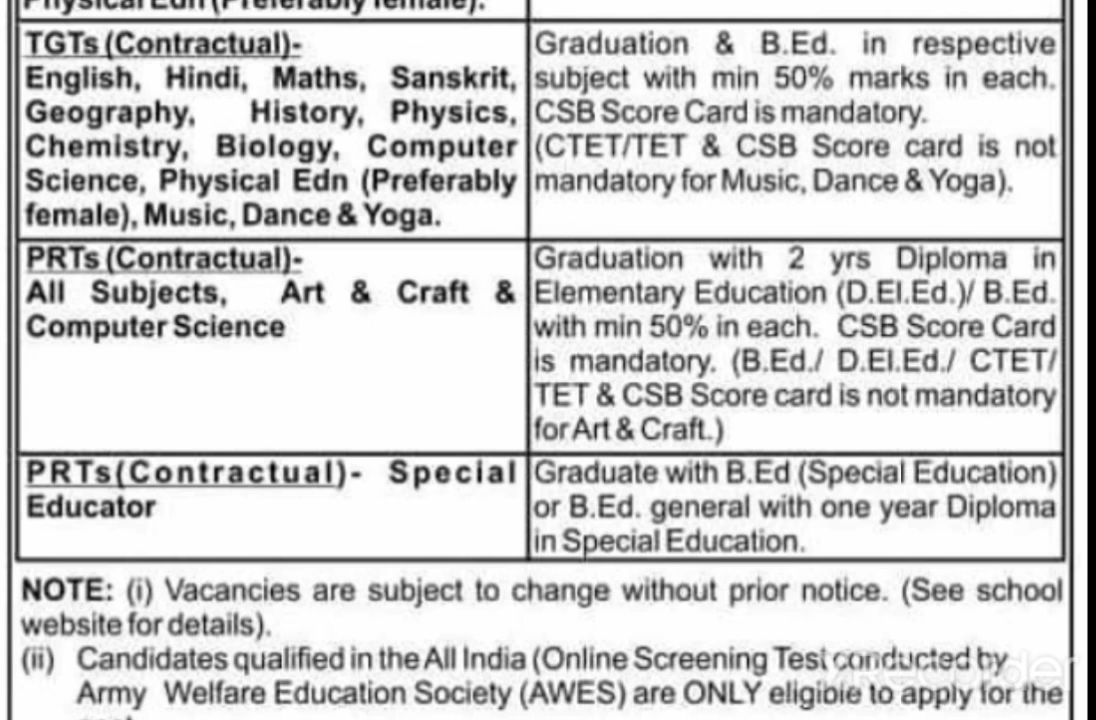 Physical Edn (Preferably female).
TGTs (Contractual)-
English, Hindi, Maths, Sanskrit,
Geography, History, Physics,
Chemistry, Biology, Computer
Science, Physical Edn (Preferably
female), Music, Dance & Yoga.
Graduation & B.Ed. in respective
subject with min 50% marks in each.
CSB Score Card is mandatory.
(CTET/TET & CSB Score card is not
mandatory for Music, Dance & Yoga).
PRTs (Contractual)-
All Subjects, Art & Craft &
Computer Science
Graduation with 2 yrs Diploma in
Elementary Education (D.El.Ed.)/ B.Ed.
with min 50% in each. CSB Score Card
is mandatory. (B.Ed./ D.El.Ed./ CTET/
TET & CSB Score card is not mandatory
for Art & Craft.)
PRTs(Contractual)- Special
Educator
Graduate with B.Ed (Special Education)
or B.Ed. general with one year Diploma
in Special Education.
NOTE: (i) Vacancies are subject to change without prior notice. (See school
website for details).
(ii) Candidates qualified in the All India (Online Screening Test conducted by
Army Welfare Education Society (AWES) are ONLY eligible to apply for the